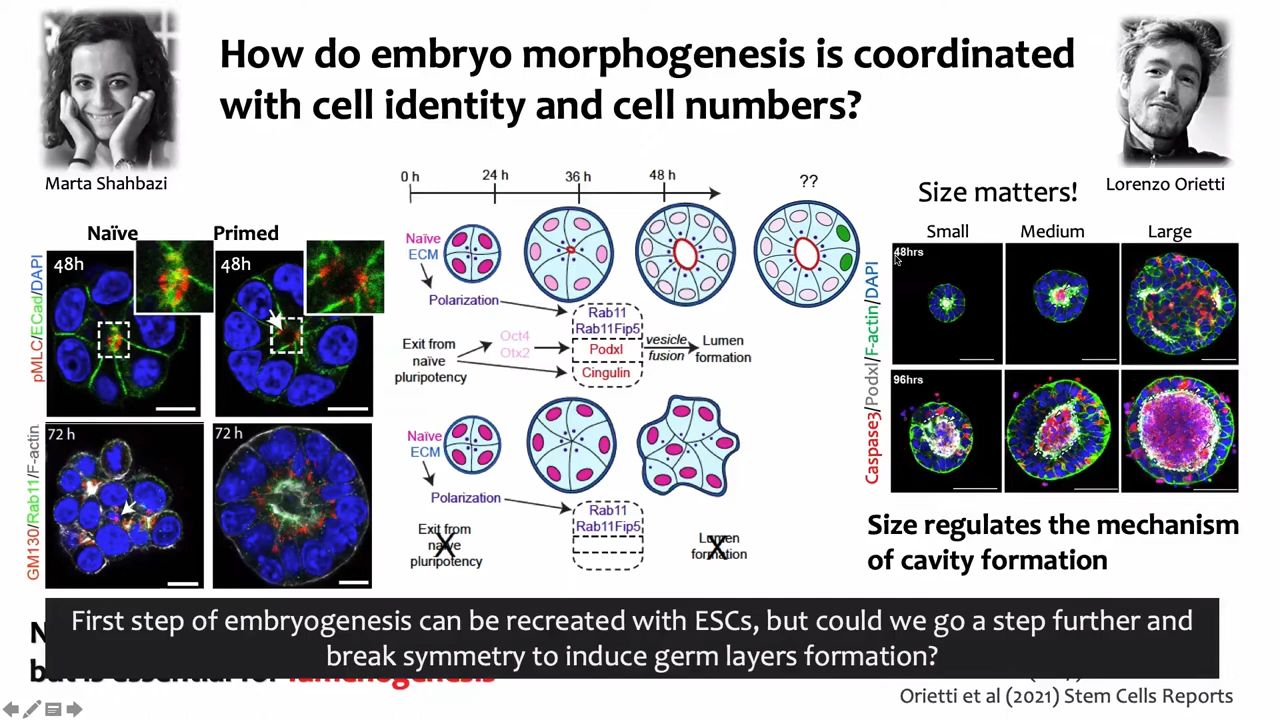 How do embryo morphogenesis is coordinated
with cell identity and cell numbers?
Marta Shahbazi
Lorenzo Orietti
Naïve
Primed
48h
48h
pMLC/ECad/DAPI
72 h
72 h
GM130/Rab11/F-actin
0 h
24 h
36 h
48 h
??
Naïve
ECM
Polarization
Rab11
Rab11Fip5
Exit from
naïve
pluripotency
Oct4
Otx2
Podxl
Cingulin
vesicle
fusion
Lumen
formation
Naïve
ECM
Polarization
Rab11
Rab11Fip5
Exit from
naïve
pluripotency
Lumen
formation
Size matters!
Small
Medium
Large
48hrs
96hrs
Caspase3/Podxl/F-actin/DAPI
Size regulates the mechanism
of cavity formation
First step of embryogenesis can be recreated with ESCs, but could we go a step further and
break symmetry to induce germ layers formation?
Orietti et al (2021) Stem Cells Reports